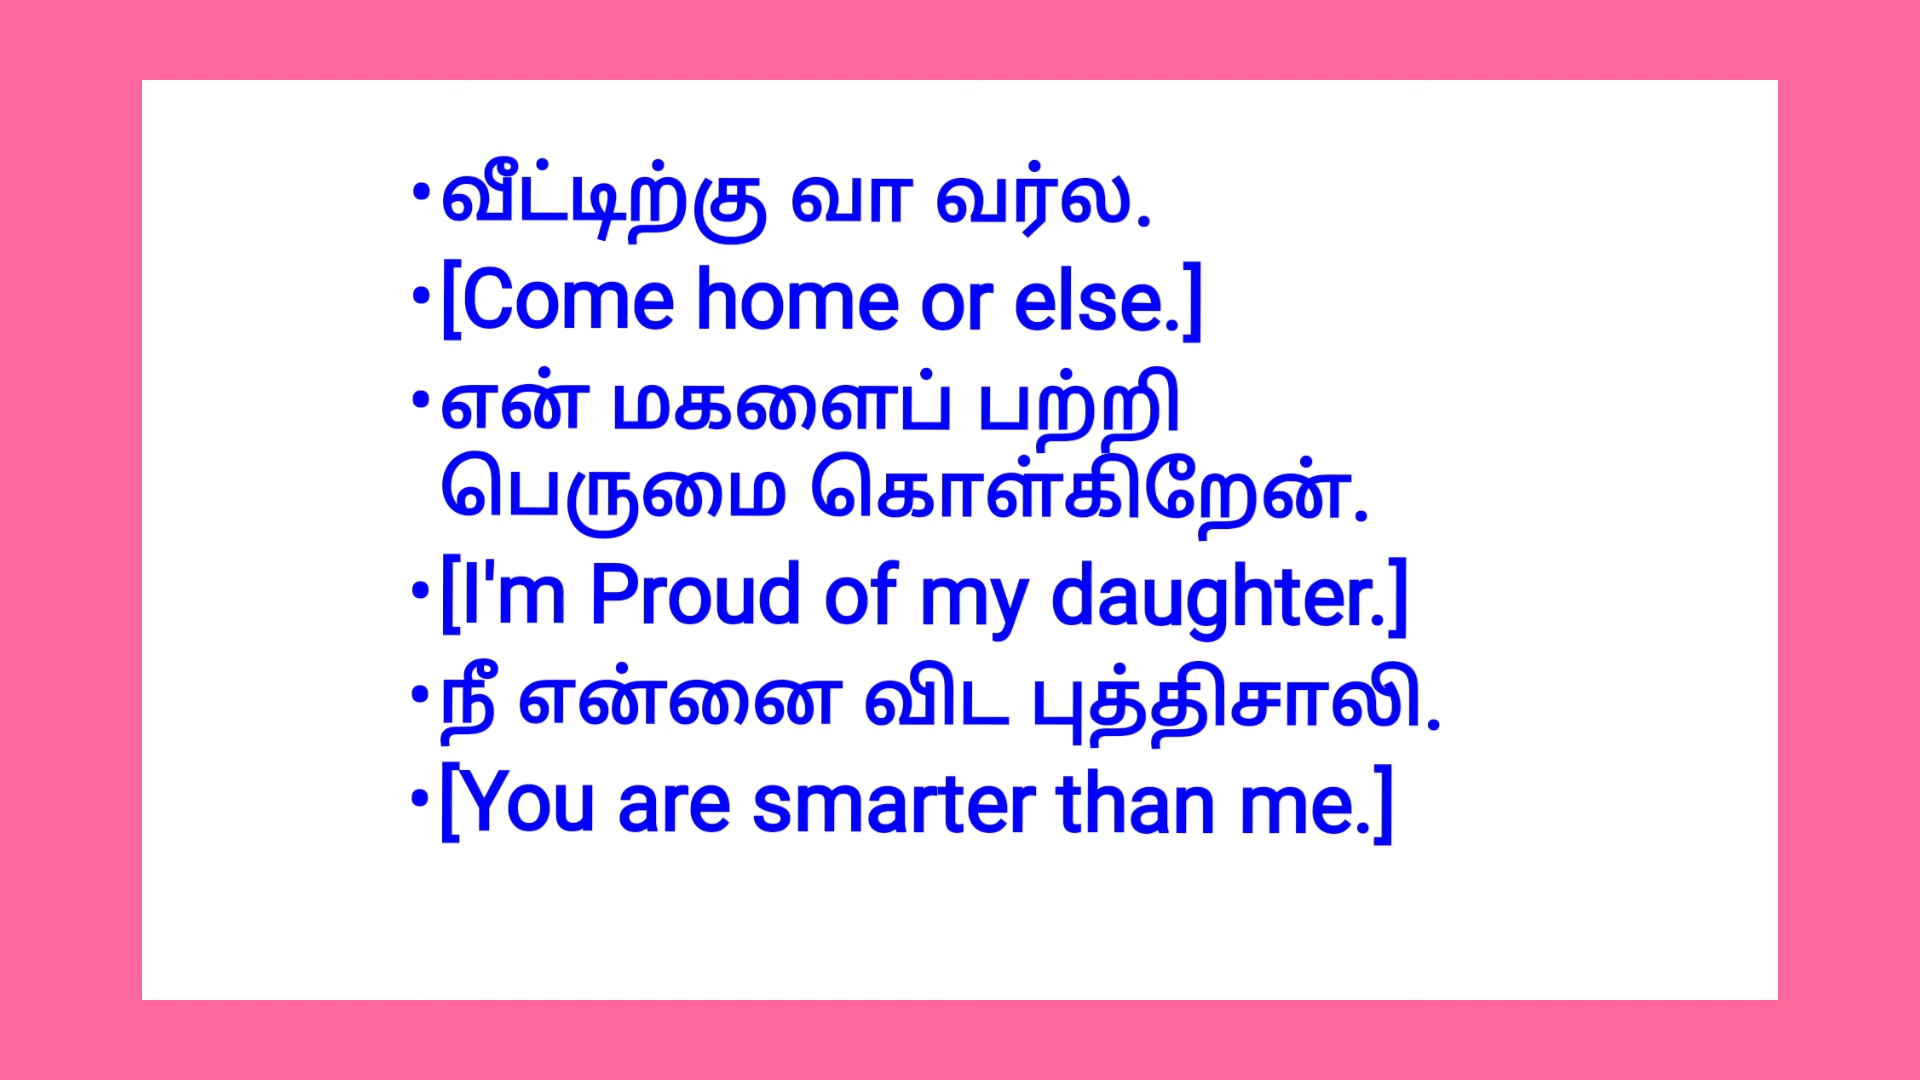 •வீட்டிற்கு வா வர்ல.
•[Come home or else.]
•என் மகளைப் பற்றி
பெருமை கொள்கிறேன்.
•[I'm Proud of my daughter.]
•நீ என்னை விட புத்திசாலி.
•[You are smarter than me.]